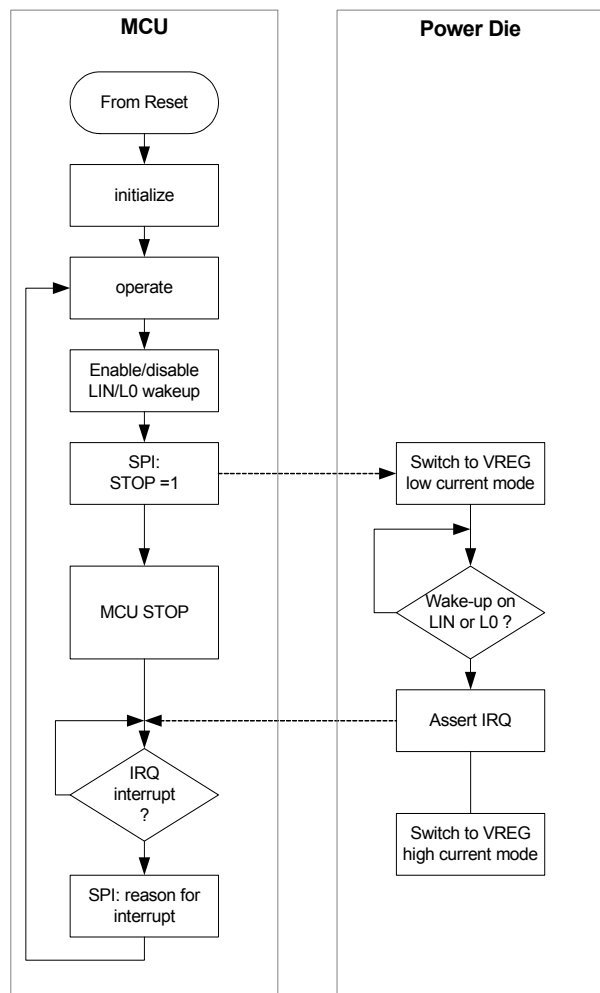 MCU
From Reset
initialize
operate
Enable/disable
LIN/L0 wakeup
SPI:
STOP =1
MCU STOP
IRQ
interrupt
?
SPI: reason for
interrupt
Power Die
Switch to VREG
low current mode
Wake-up on
LIN or L0 ?
Assert IRQ
Switch to VREG
high current mode